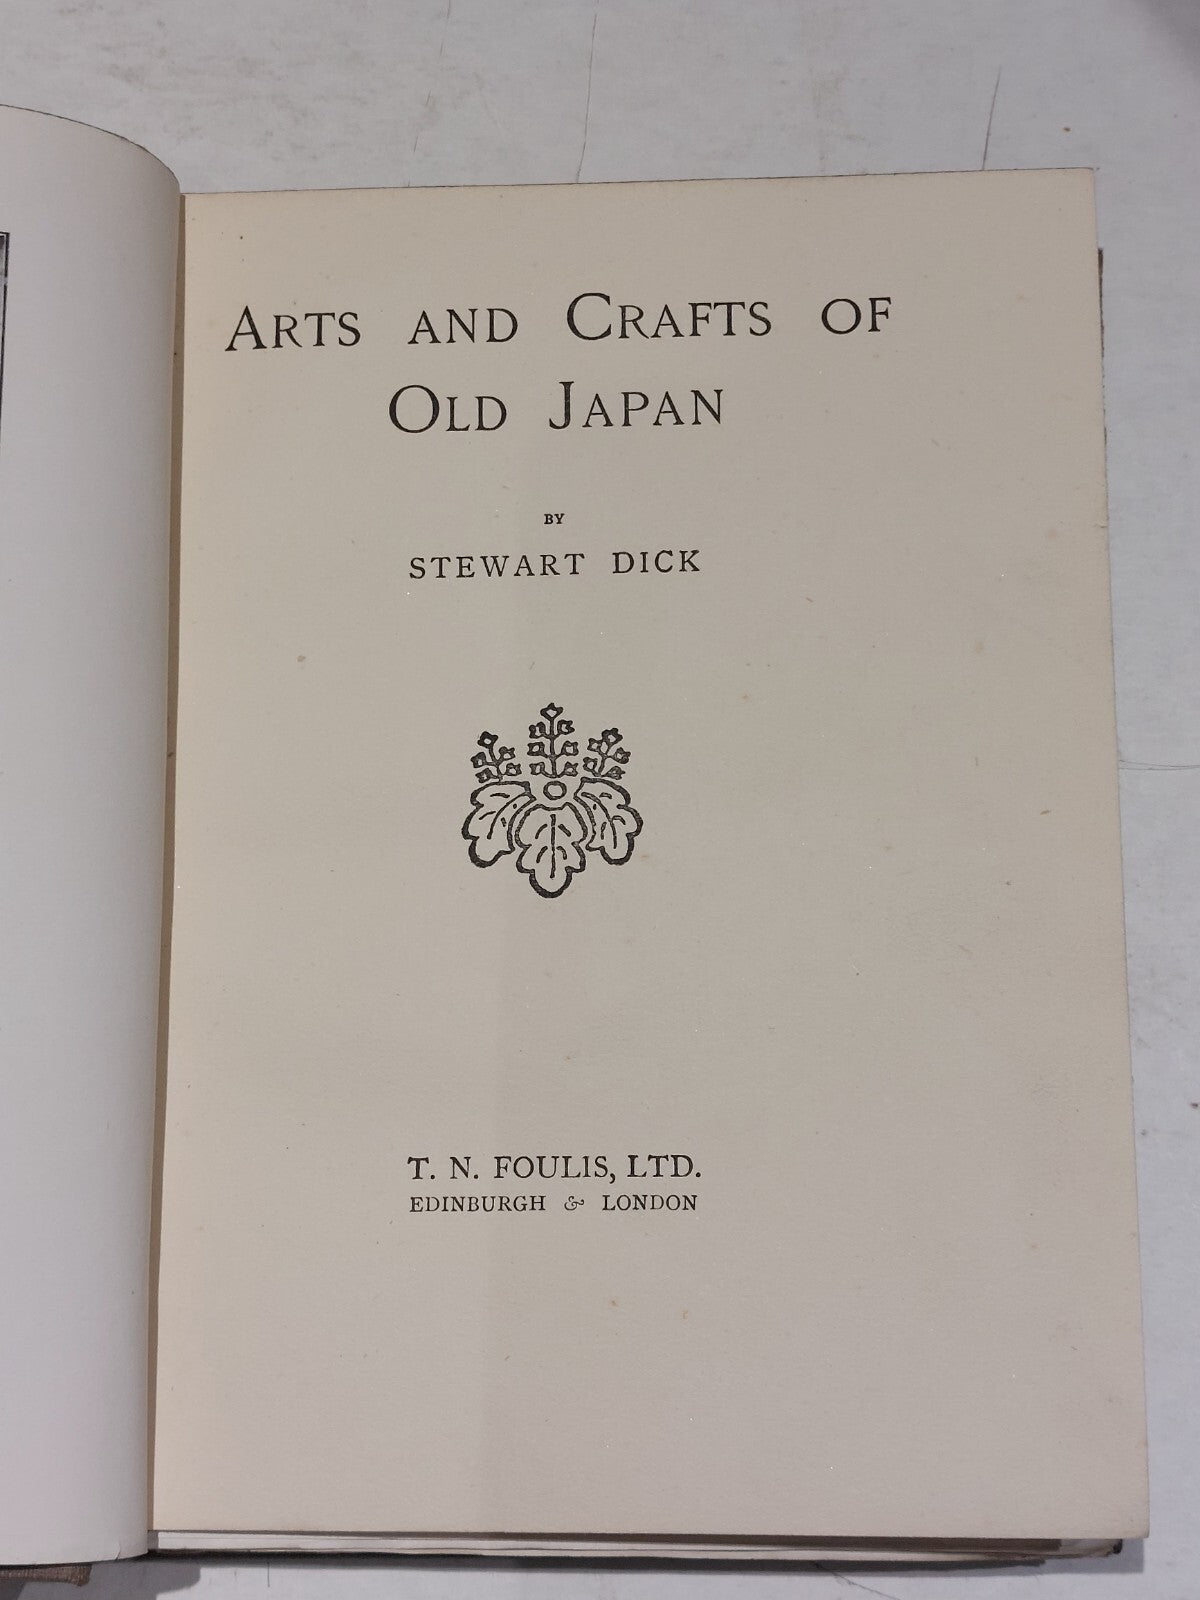 ARTS AND CRAFTS OF
OLD JAPAN
BY
STEWART DICK
T. N. FOULIS, LTD.
EDINBURGH & LONDON